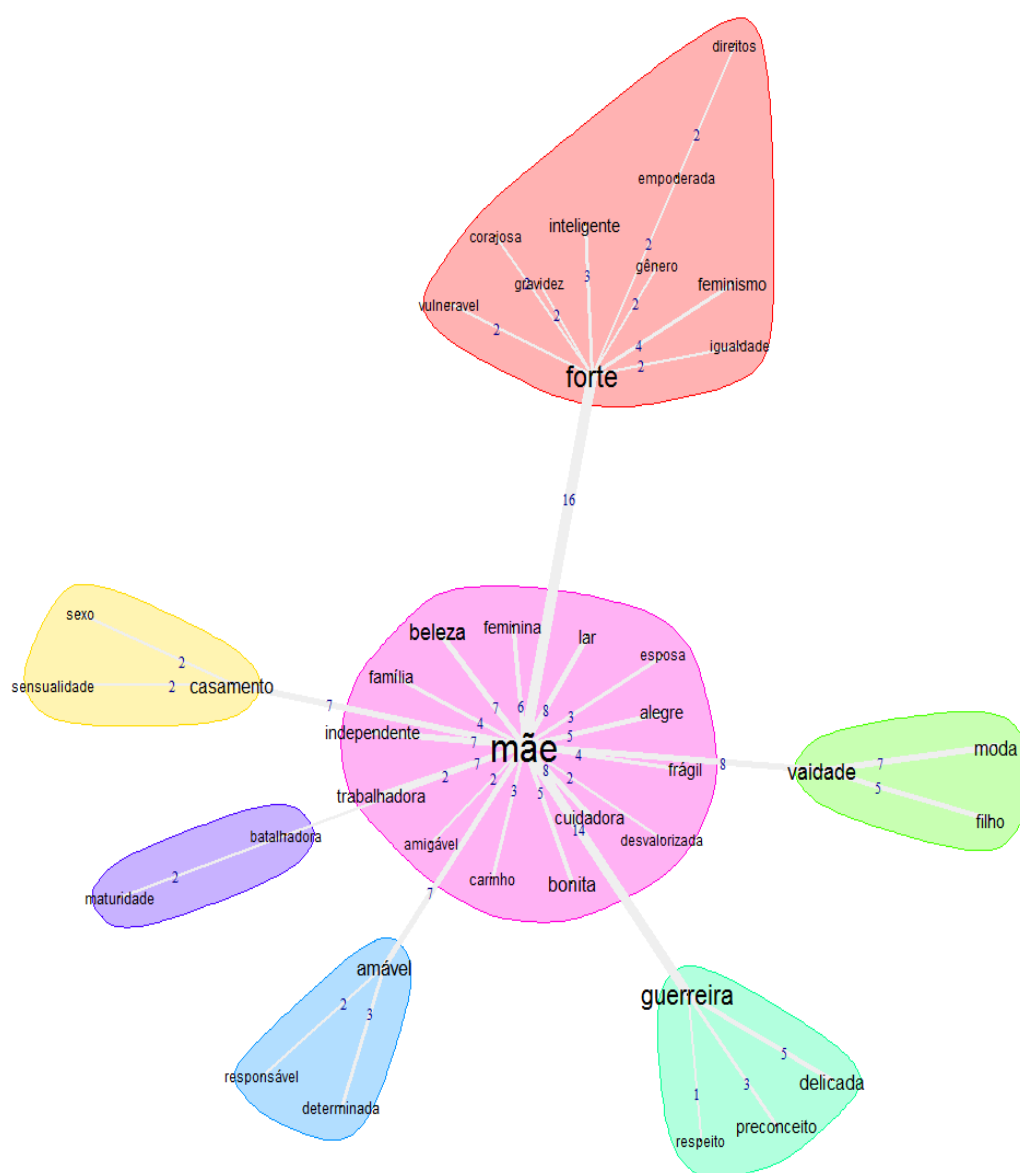 direitos
2
empoderada
inteligente
corajosa
2
gênero
3
gravidez
2
feminismo
vulneravel
2
2
2
4
igualdade
2
forte
16
sexo
feminina
beleza
lar
2
esposa
família
sensualidade
2
casamento
7
7
6
8
3
alegre
4
independente
7
5
mãe
4
frágil
8
vaidade
7
moda
7
2
2
8
2
5
trabalhadora
3
5
cuidadora
filho
14
batalhadora
amigável
desvalorizada
2
carinho
bonita
maturidade
7
amável
guerreira
2
3
5
responsável
delicada
3
1
determinada
preconceito
respeito